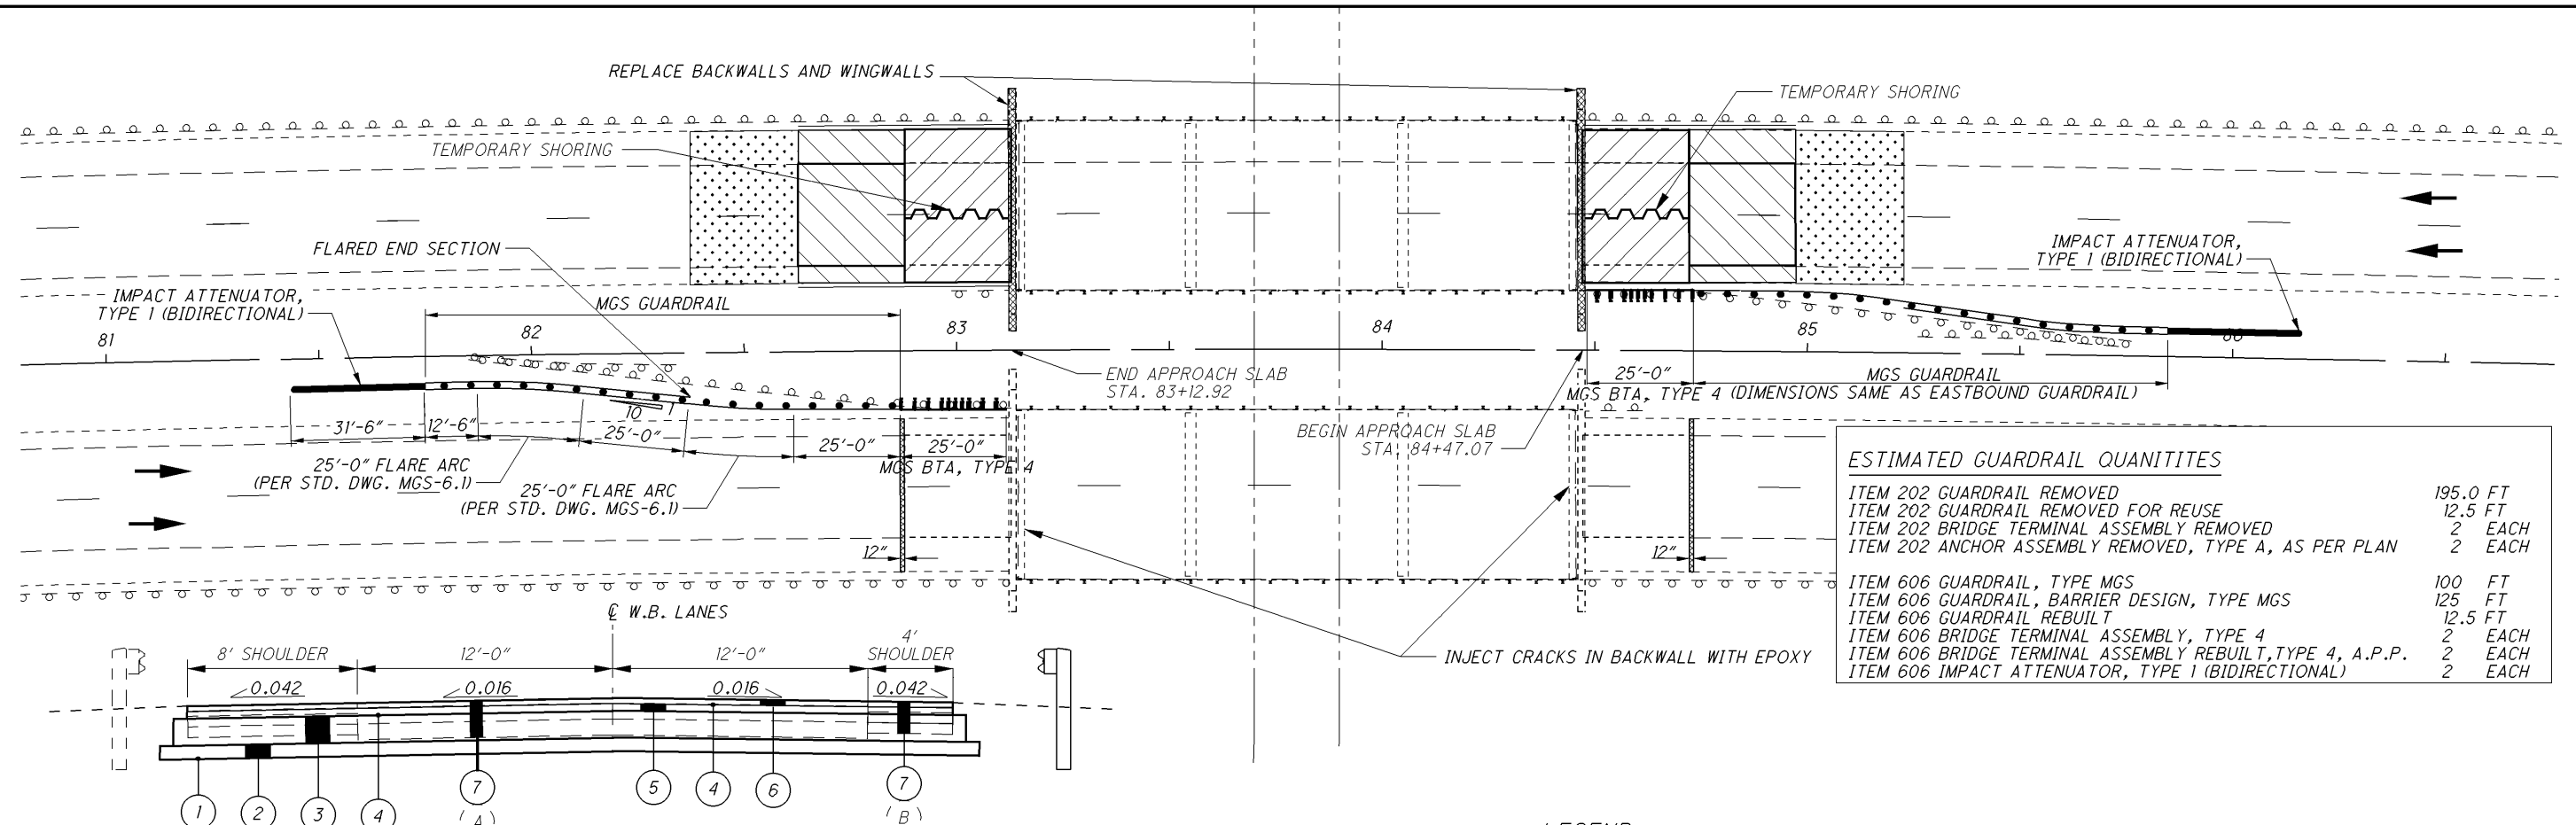 REPLACE BACKWALLS AND WINGWALLS
TEMPORARY SHORING
TEMPORARY SHORING
FLARED END SECTION
IMPACT ATTENUATOR,
TYPE 1 (BIDIRECTIONAL)
MGS GUARDRAIL
IMPACT ATTENUATOR,
TYPE 1 (BIDIRECTIONAL)
81
82
83
84
85
86
10
1
31'-6"
12'-6"
25'-0"
25'-0"
25'-0"
MGS BTA, TYPE 4
25'-0" FLARE ARC
(PER STD. DWG. MGS-6.1)
25'-0" FLARE ARC
(PER STD. DWG. MGS-6.1)
END APPROACH SLAB
STA. 83+12.92
25'-0"
MGS GUARDRAIL
MGS BTA, TYPE 4 (DIMENSIONS SAME AS EASTBOUND GUARDRAIL)
BEGIN APPROACH SLAB
STA. 84+47.07
12"
12"
INJECT CRACKS IN BACKWALL WITH EPOXY
ESTIMATED GUARDRAIL QUANITITES
ITEM 202 GUARDRAIL REMOVED 195.0 FT
ITEM 202 GUARDRAIL REMOVED FOR REUSE 12.5 FT
ITEM 202 BRIDGE TERMINAL ASSEMBLY REMOVED 2 EACH
ITEM 202 ANCHOR ASSEMBLY REMOVED, TYPE A, AS PER PLAN 2 EACH
ITEM 606 GUARDRAIL, TYPE MGS 100 FT
ITEM 606 GUARDRAIL, BARRIER DESIGN, TYPE MGS 125 FT
ITEM 606 GUARDRAIL REBUILT 12.5 FT
ITEM 606 BRIDGE TERMINAL ASSEMBLY, TYPE 4 2 EACH
ITEM 606 BRIDGE TERMINAL ASSEMBLY REBUILT,TYPE 4, A.P.P. 2 EACH
ITEM 606 IMPACT ATTENUATOR, TYPE 1 (BIDIRECTIONAL) 2 EACH
℄ W.B. LANES
8' SHOULDER
12'-0"
12'-0"
4'
SHOULDER
0.042
0.016
0.016
0.042
1
2
3
4
7
(A)
5
4
6
7
(B)